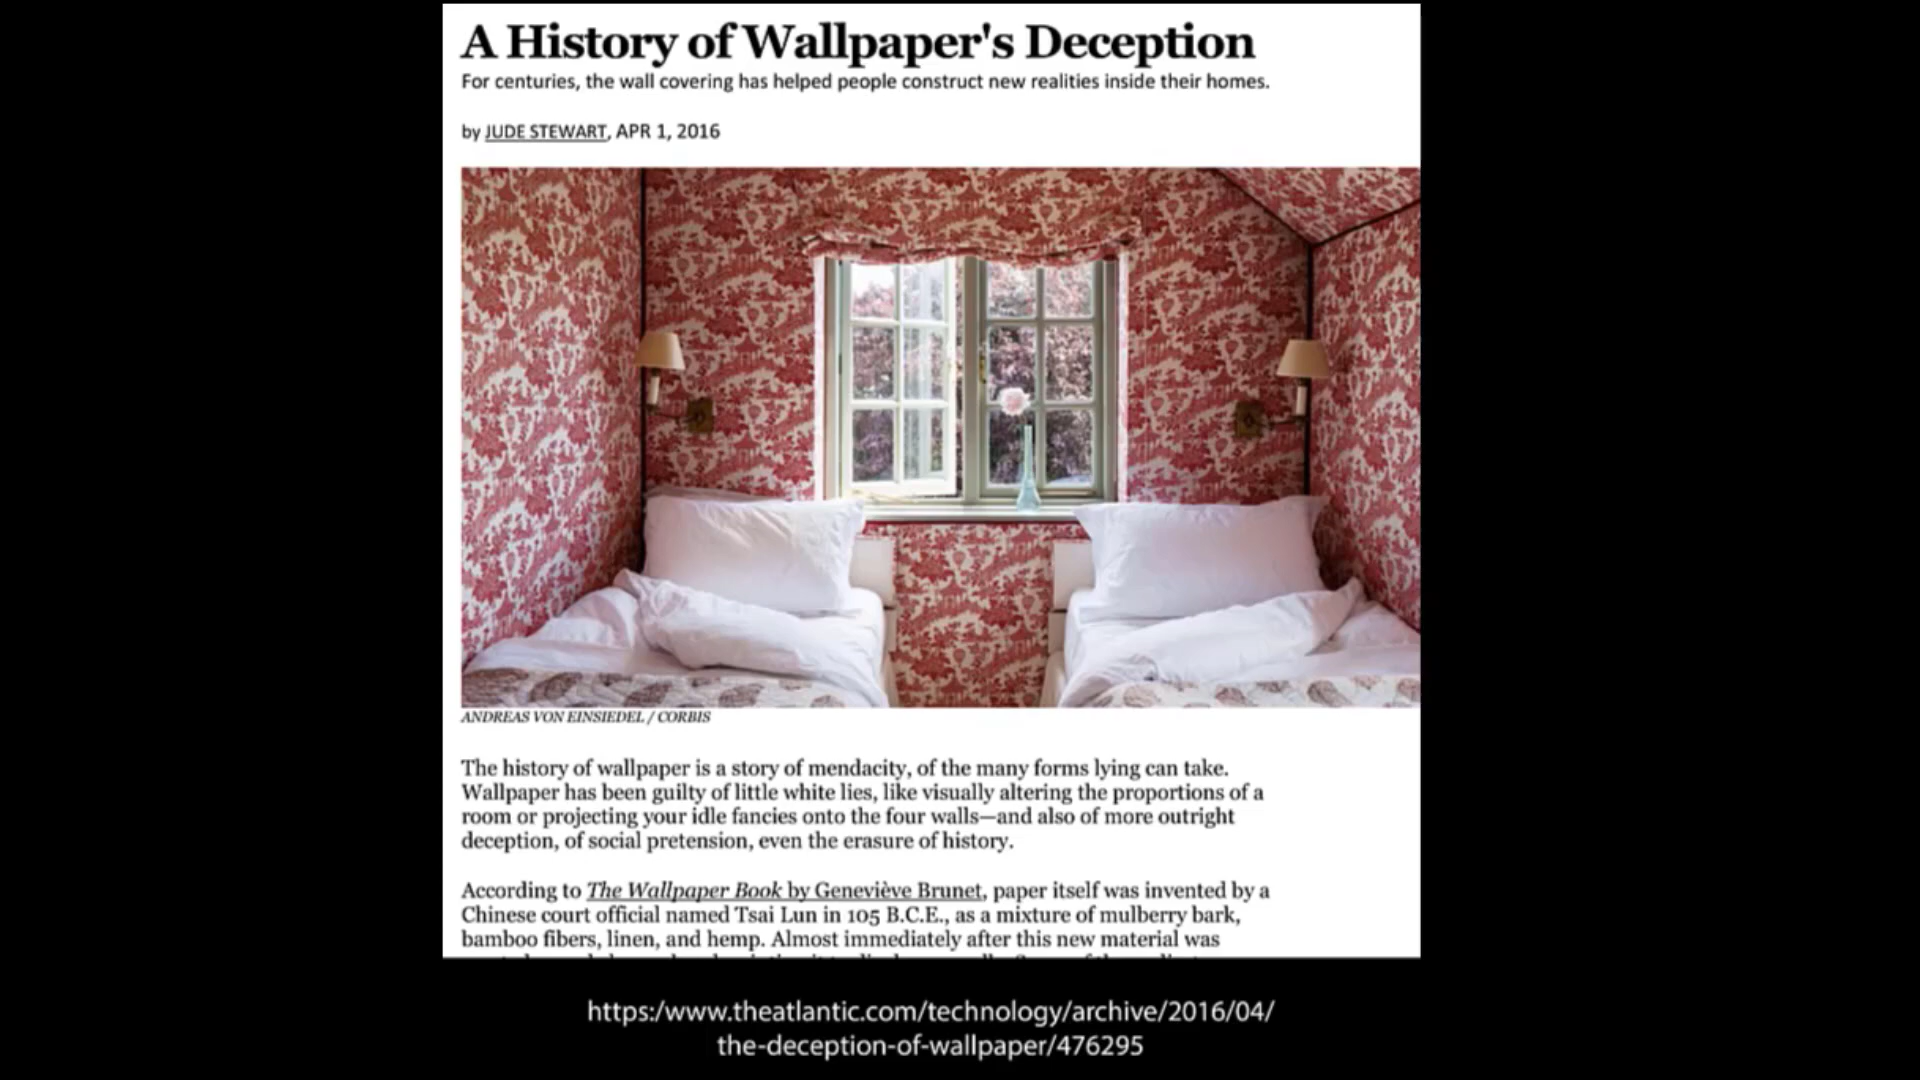 A History of Wallpaper's Deception
For centuries, the wall covering has helped people construct new realities inside their homes.
by JUDE STEWART, APR 1, 2016
ANDREAS VON EINSIEDEL / CORBIS
The history of wallpaper is a story of mendacity, of the many forms lying can take.
Wallpaper has been guilty of little white lies, like visually altering the proportions of a
room or projecting your idle fancies onto the four walls—and also of more outright
deception, of social pretension, even the erasure of history.
According to The Wallpaper Book by Geneviève Brunet, paper itself was invented by a
Chinese court official named Tsai Lun in 105 B.C.E., as a mixture of mulberry bark,
bamboo fibers, linen, and hemp. Almost immediately after this new material was
https:/www.theatlantic.com/technology/archive/2016/04/
the-deception-of-wallpaper/476295